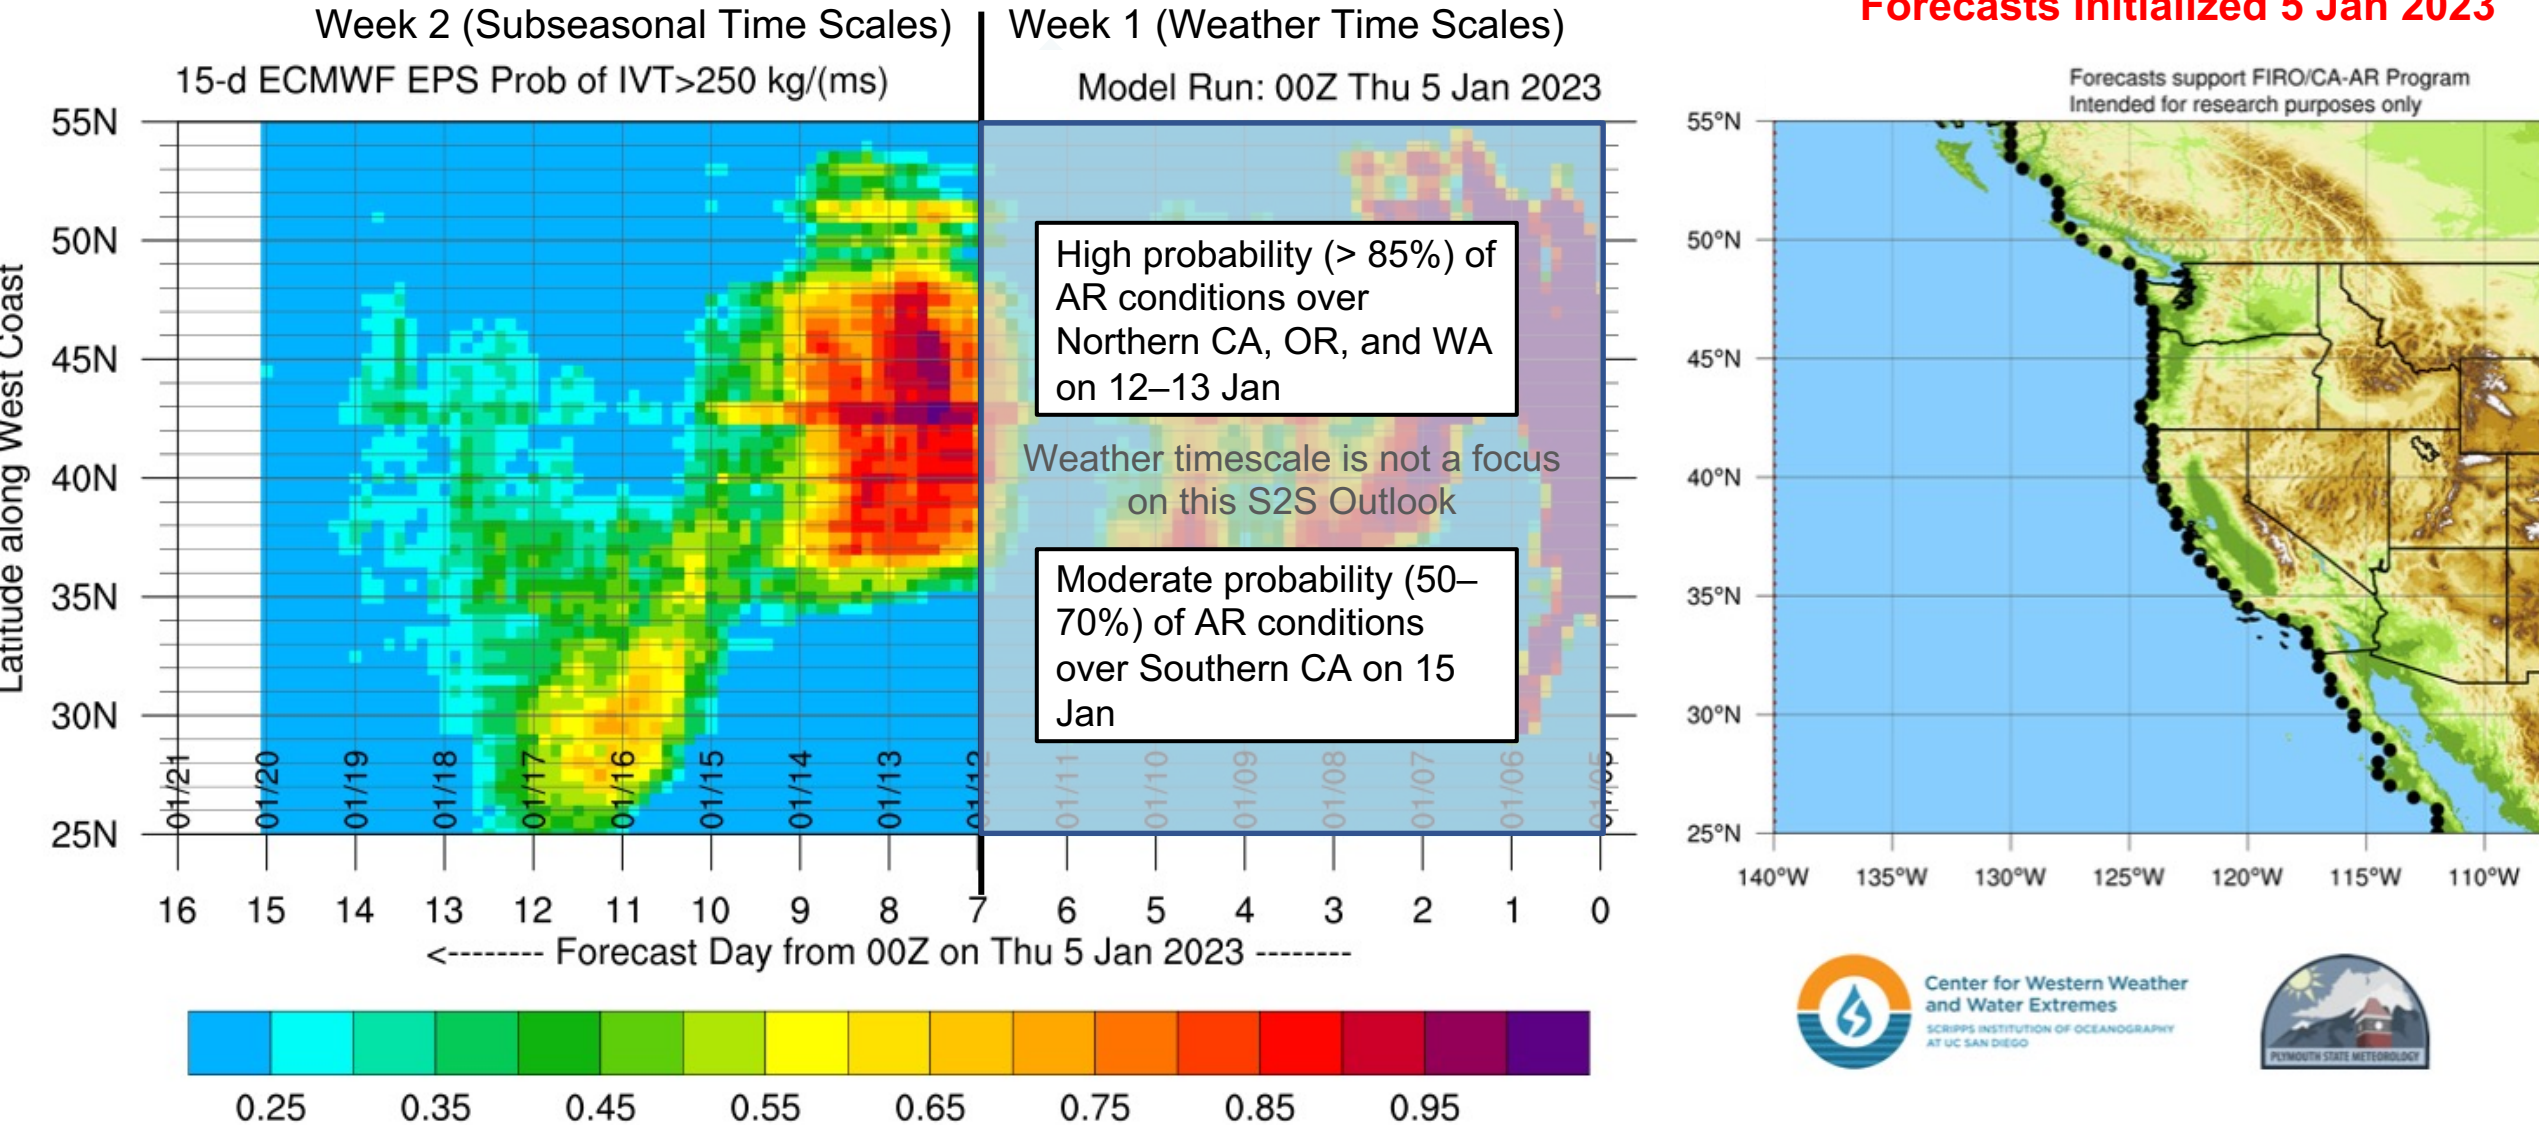 Week 2 (Subseasonal Time Scales)
Week 1 (Weather Time Scales)
Forecasts Initialized 5 Jan 2023
15-d ECMWF EPS Prob of IVT>250 kg/(ms)
Model Run: 00Z Thu 5 Jan 2023
Forecasts support FIRO/CA-AR Program
Intended for research purposes only
Latitude along West Coast
55N
50N
45N
40N
35N
30N
25N
High probability (> 85%) of
AR conditions over
Northern CA, OR, and WA
on 12–13 Jan
Weather timescale is not a focus
on this S2S Outlook
Moderate probability (50–
70%) of AR conditions
over Southern CA on 15
Jan
01/21
01/20
01/19
01/18
01/17
01/16
01/15
01/14
01/13
01/12
01/11
01/10
01/09
01/08
01/07
01/06
01/05
16 15 14 13 12 11 10 9 8 7 6 5 4 3 2 1 0
<-------- Forecast Day from 00Z on Thu 5 Jan 2023 --------
0.25 0.35 0.45 0.55 0.65 0.75 0.85 0.95
55°N
50°N
45°N
40°N
35°N
30°N
25°N
140°W 135°W 130°W 125°W 120°W 115°W 110°W
Center for Western Weather
and Water Extremes
SCRIPPS INSTITUTION OF OCEANOGRAPHY
AT UC SAN DIEGO
PLYMOUTH STATE METEOROLOGY